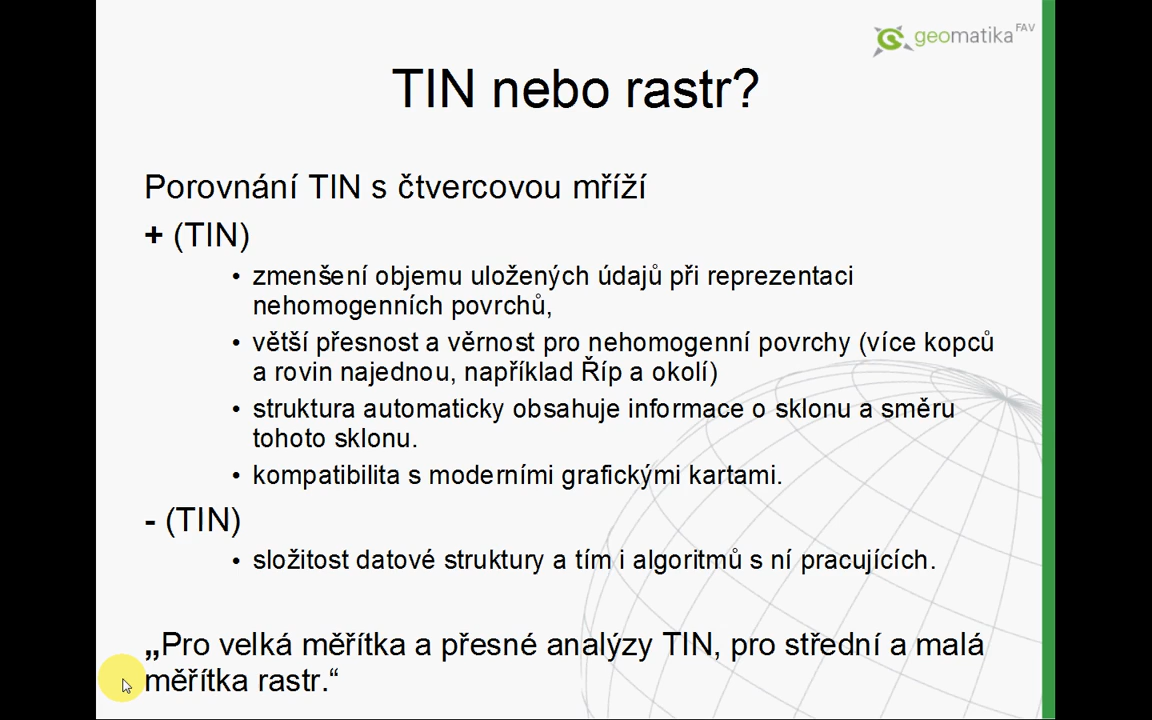 geomatika FAV
TIN nebo rastr?
Porovnání TIN s čtvercovou mříží
+ (TIN)
• zmenšení objemu uložených údajů při reprezentaci
nehomogenních povrchů,
• větší přesnost a věrnost pro nehomogenní povrchy (více kopců
a rovin najednou, například Říp a okolí)
• struktura automaticky obsahuje informace o sklonu a směru
tohoto sklonu.
• kompatibilita s moderními grafickými kartami.
- (TIN)
• složitost datové struktury a tím i algoritmů s ní pracujících.
„Pro velká měřítka a přesné analýzy TIN, pro střední a malá
měřítka rastr.“